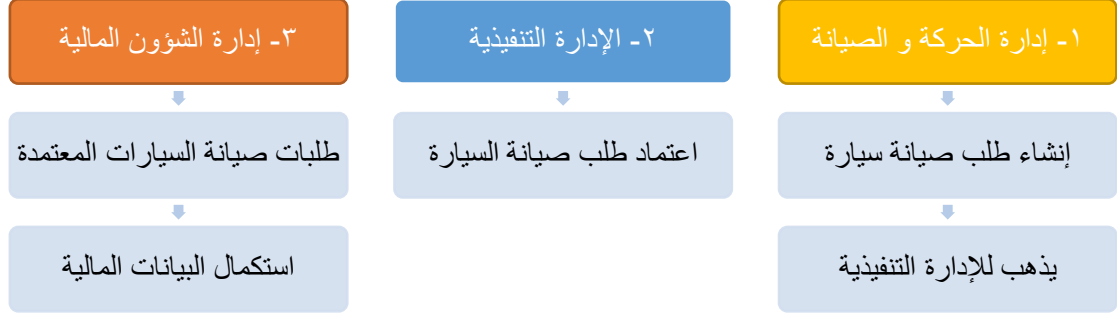 ١- إدارة الحركة و الصيانة
إنشاء طلب صيانة سيارة
يذهب للإدارة التنفيذية
٢- الإدارة التنفيذية
اعتماد طلب صيانة السيارة
٣- إدارة الشؤون المالية
طلبات صيانة السيارات المعتمدة
استكمال البيانات المالية